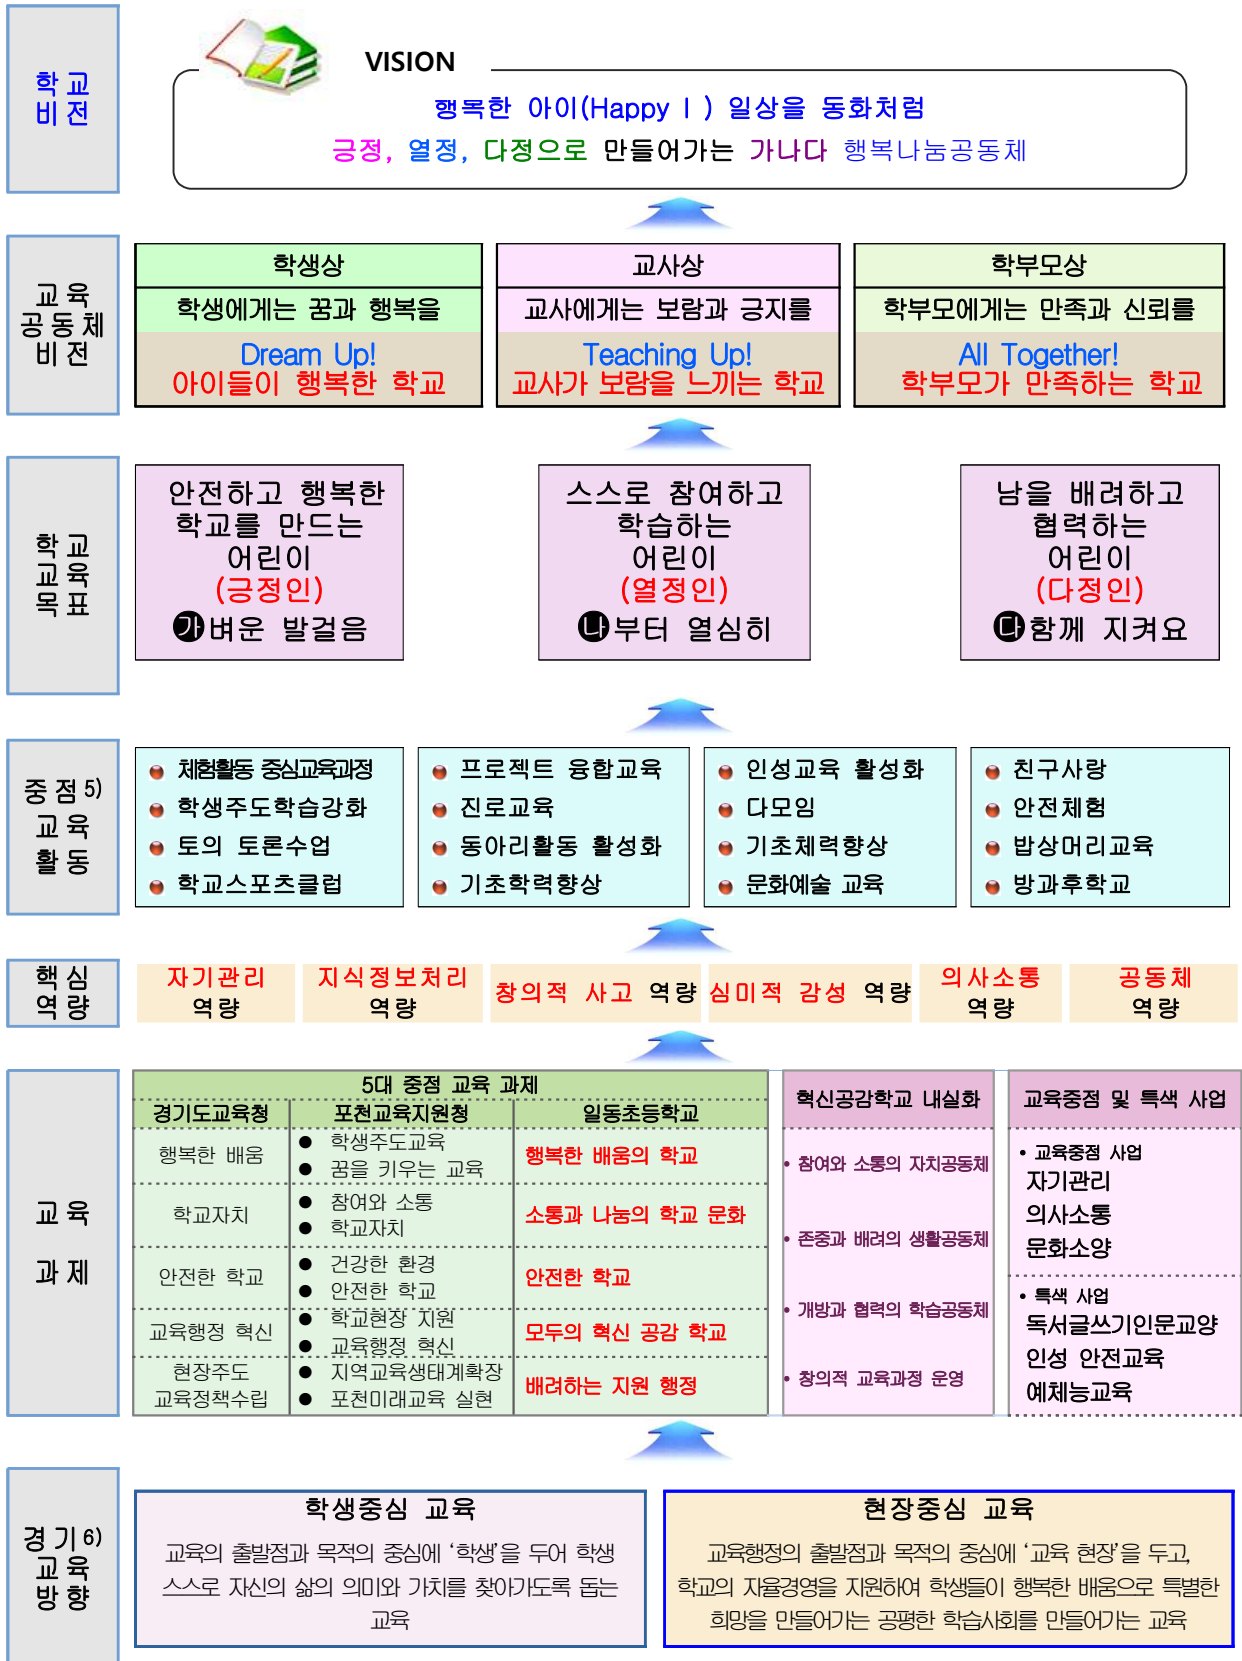 학 교
비 전
VISION
행복한 아이(Happy I ) 일상을 동화처럼
긍정, 열정, 다정으로 만들어가는 가나다 행복나눔공동체
교 육
공 동 체
비 전
학생상
학생에게는 꿈과 행복을
Dream Up!
아이들이 행복한 학교
교사상
교사에게는 보람과 긍지를
Teaching Up!
교사가 보람을 느끼는 학교
학부모상
학부모에게는 만족과 신뢰를
All Together!
학부모가 만족하는 학교
학 교
교 육
목 표
안전하고 행복한
학교를 만드는
어린이
(긍정인)
가벼운 발걸음
스스로 참여하고
학습하는
어린이
(열정인)
나부터 열심히
남을 배려하고
협력하는
어린이
(다정인)
다함께 지켜요
중 점 5)
교 육
활 동
체험활동 중심교육과정
학생주도학습강화
토의 토론수업
학교스포츠클럽
프로젝트 융합교육
진로교육
동아리활동 활성화
기초학력향상
인성교육 활성화
다모임
기초체력향상
문화예술 교육
친구사랑
안전체험
밥상머리교육
방과후학교
핵 심
역 량
자기관리
역량
지식정보처리
역량
창의적 사고 역량
심미적 감성 역량
의사소통
역량
공동체
역량
교 육
과 제
5대 중점 교육 과제
경기도교육청 포천교육지원청 일동초등학교
행복한 배움
● 학생주도교육
● 꿈을 키우는 교육
행복한 배움의 학교
학교자치
● 참여와 소통
● 학교자치
소통과 나눔의 학교 문화
안전한 학교
● 건강한 환경
● 안전한 학교
안전한 학교
교육행정 혁신
● 학교현장 지원
● 교육행정 혁신
모두의 혁신 공감 학교
현장주도
교육정책수립
● 지역교육생태계확장
● 포천미래교육 실현
배려하는 지원 행정
혁신공감학교 내실화
• 참여와 소통의 자치공동체
• 존중과 배려의 생활공동체
• 개방과 협력의 학습공동체
• 창의적 교육과정 운영
교육중점 및 특색 사업
• 교육중점 사업
자기관리
의사소통
문화소양
• 특색 사업
독서글쓰기인문교양
인성 안전교육
예체능교육
경 기 6)
교 육
방 향
학생중심 교육
교육의 출발점과 목적의 중심에 ‘학생’을 두어 학생
스스로 자신의 삶의 의미와 가치를 찾아가도록 돕는
교육
현장중심 교육
교육행정의 출발점과 목적의 중심에 ‘교육 현장’을 두고,
학교의 자율경영을 지원하여 학생들이 행복한 배움으로 특별한
희망을 만들어가는 공평한 학습사회를 만들어가는 교육